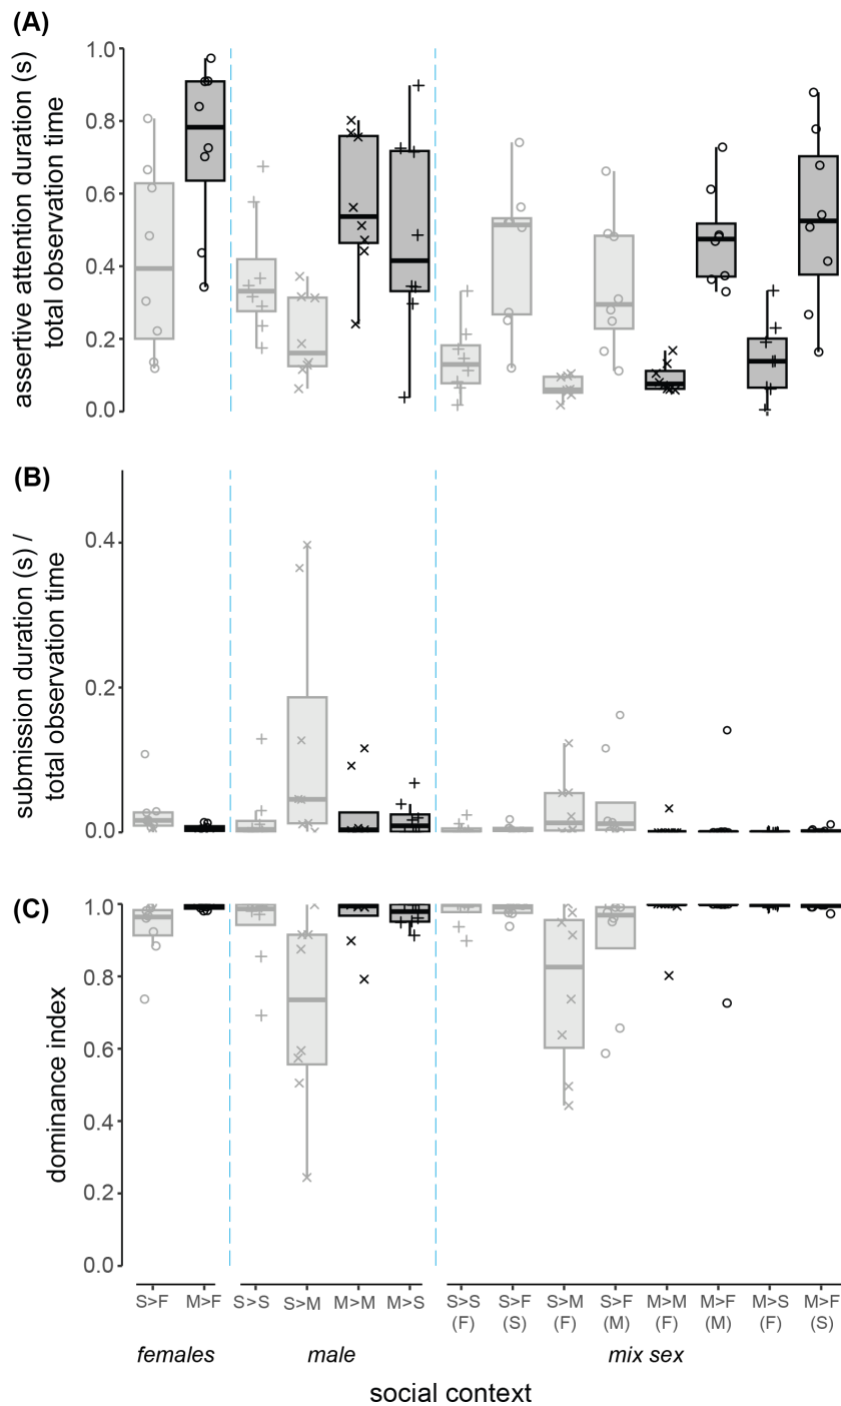 (A)
assertive attention duration (s)
total observation time
1.0
0.8
0.6
0.4
0.2
0.0
(B)
submission duration (s) /
total observation time
0.4
0.2
0.0
(C)
dominance index
1.0
0.8
0.6
0.4
0.2
0.0
S>F M>F S>S S>M M>M M>S S>S S>F S>M S>F M>M M>F M>S M>F
(F) (S) (F) (M) (F) (M) (F) (S)
females male mix sex
social context